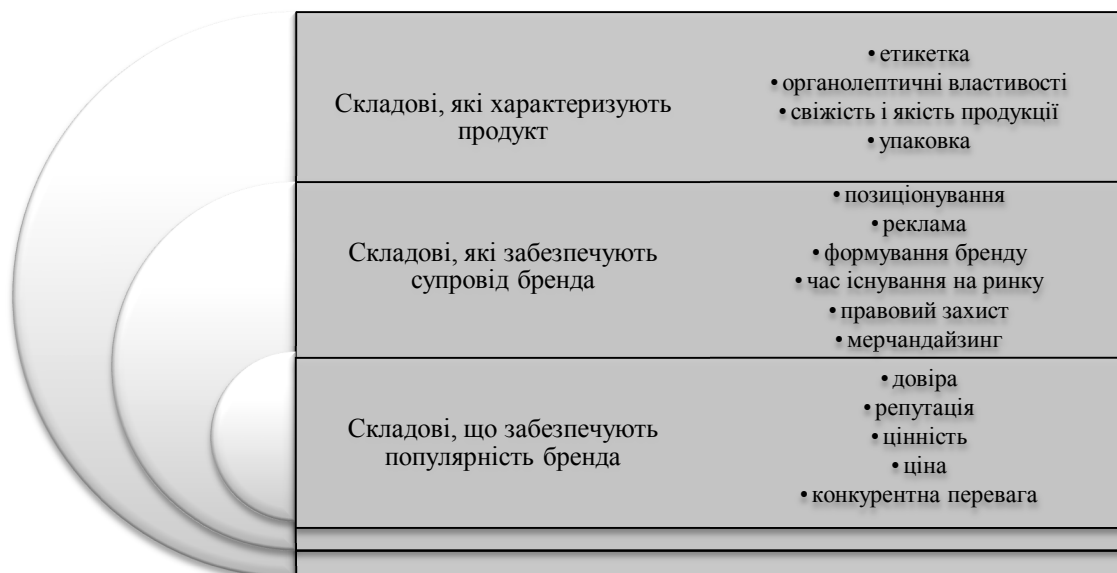 Складові, які характеризують
продукт
• етикетка
• органолептичні властивості
• свіжість і якість продукції
• упаковка
Складові, які забезпечують
супровід бренда
• позиціонування
• реклама
• формування бренду
• час існування на ринку
• правовий захист
• мерчандайзинг
Складові, що забезпечують
популярність бренда
• довіра
• репутація
• цінність
• ціна
• конкурентна перевага